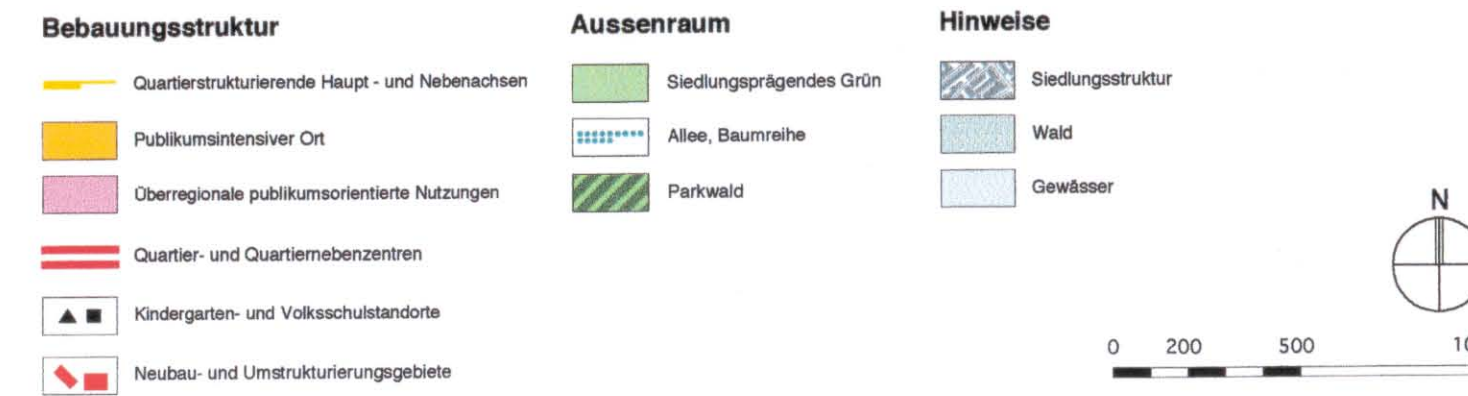 Bebauungsstruktur
Quartierstrukturierende Haupt - und Nebenachsen
Publikumsintensiver Ort
Überregionale publikumsorientierte Nutzungen
Quartier- und Quartiernebenzentren
Kindergarten- und Volksschulstandorte
Neubau- und Umstrukturierungsgebiete
Aussenraum
Siedlungsprägendes Grün
Allee, Baumreihe
Parkwald
Hinweise
Siedlungsstruktur
Wald
Gewässer
N
0 200 500 10